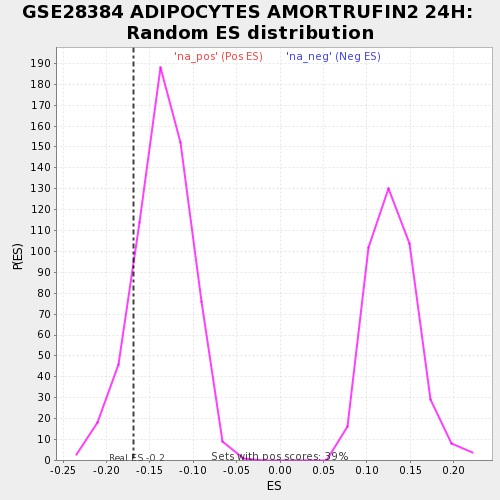 GSE28384 ADIPOCYTES AMORTRUFIN2 24H:
Random ES distribution
'na_pos' (Pos ES) 'na_neg' (Neg ES)
190
180
170
160
150
140
130
120
110
100
90
80
70
60
50
40
30
20
10
0
P(ES)
Real ES -0.2 Sets with pos scores: 39%
-0.25 -0.20 -0.15 -0.10 -0.05 0.00 0.05 0.10 0.15 0.20
ES